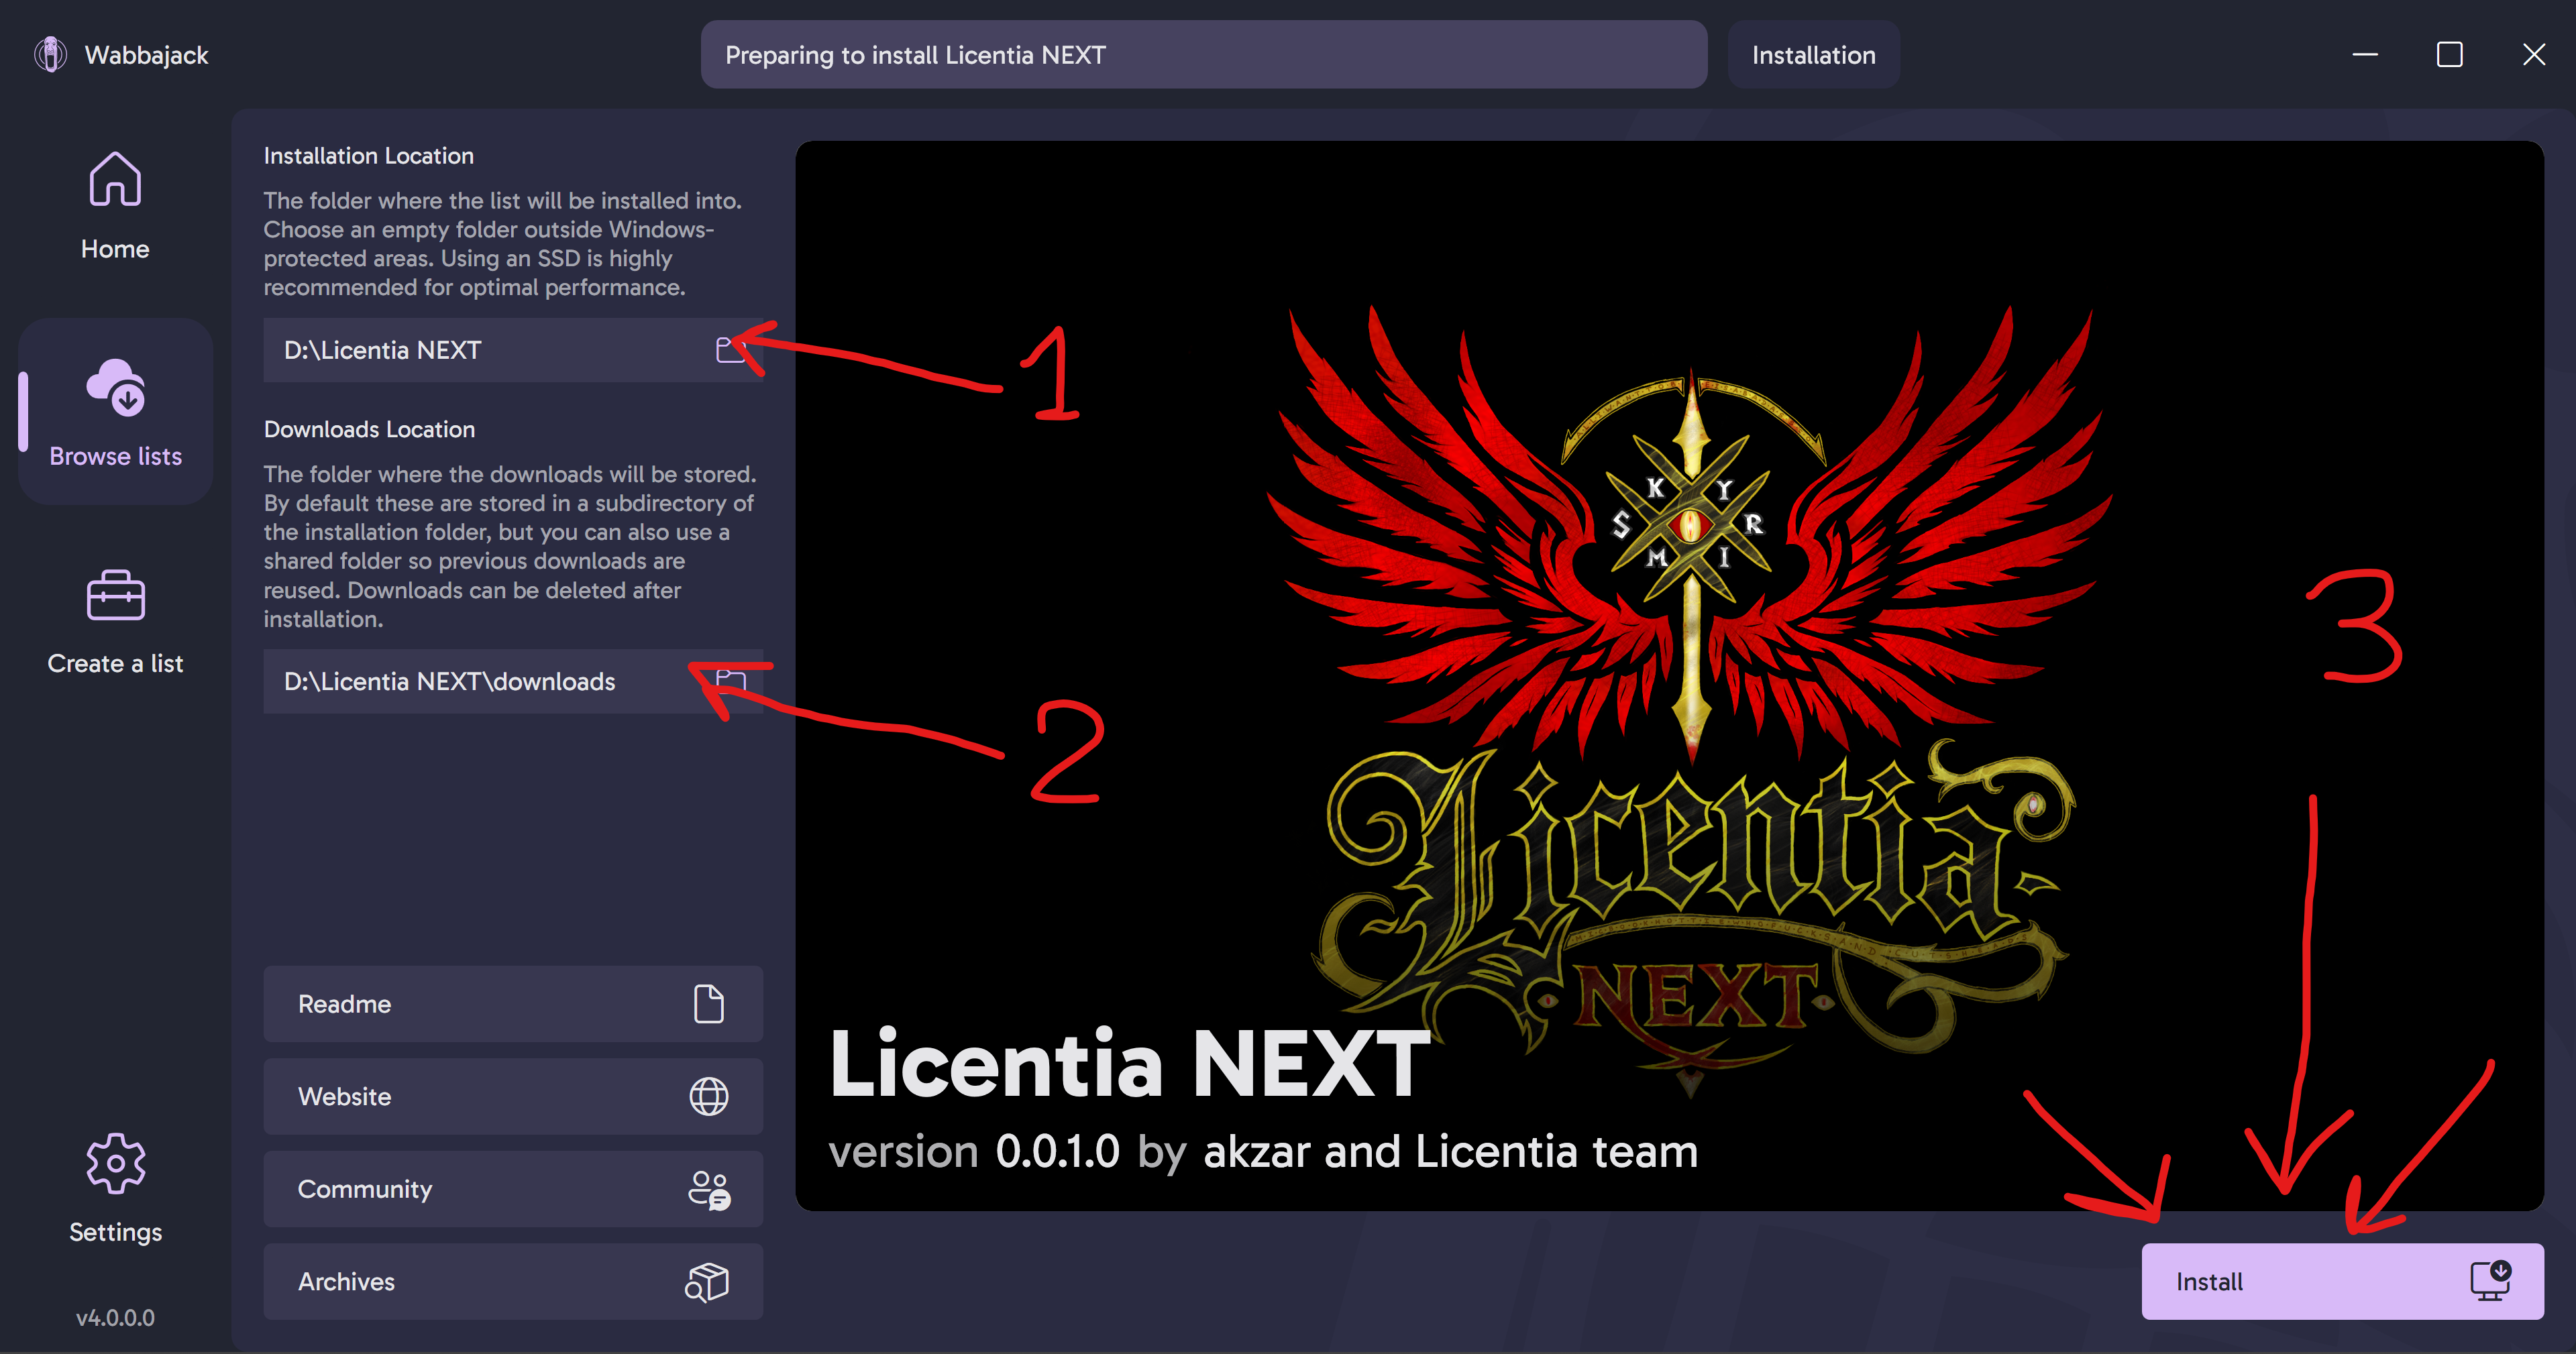 Wabbajack
Preparing to install Licentia NEXT
Installation
Home
Browse lists
Create a list
Settings
v4.0.0.0
Installation Location
The folder where the list will be installed into.
Choose an empty folder outside Windows-
protected areas. Using an SSD is highly
recommended for optimal performance.
D:\Licentia NEXT
1
Downloads Location
The folder where the downloads will be stored.
By default these are stored in a subdirectory of
the installation folder, but you can also use a
shared folder so previous downloads are
reused. Downloads can be deleted after
installation.
D:\Licentia NEXT\downloads
2
Readme
Website
Community
Archives
SKYRIM
Licentia
NEXT
3
Licentia NEXT
version 0.0.1.0 by akzar and Licentia team
Install